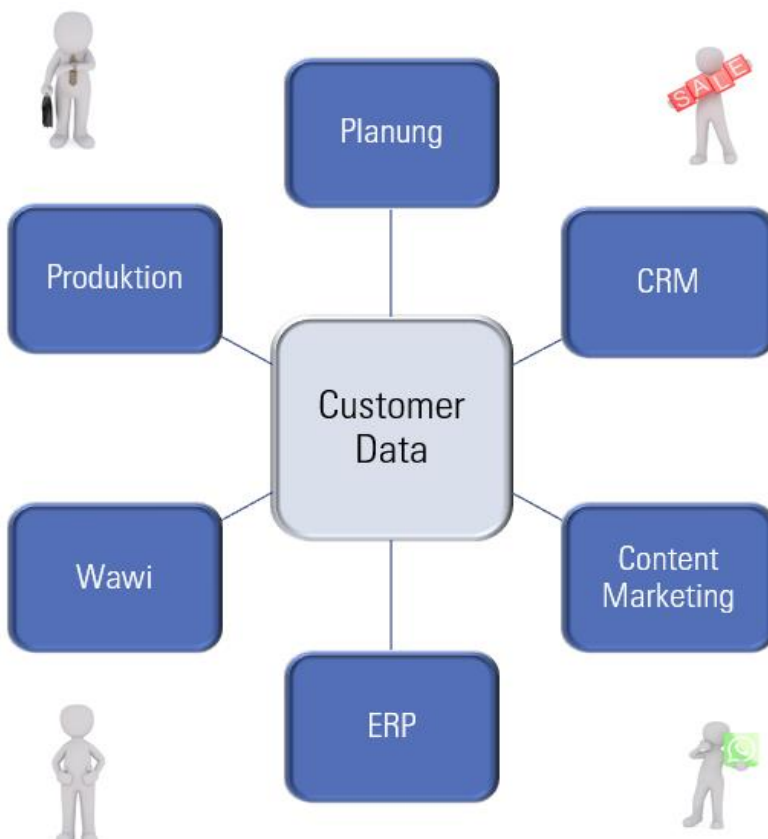 SALE
Planung
Produktion
CRM
Customer
Data
Wawi
Content
Marketing
ERP